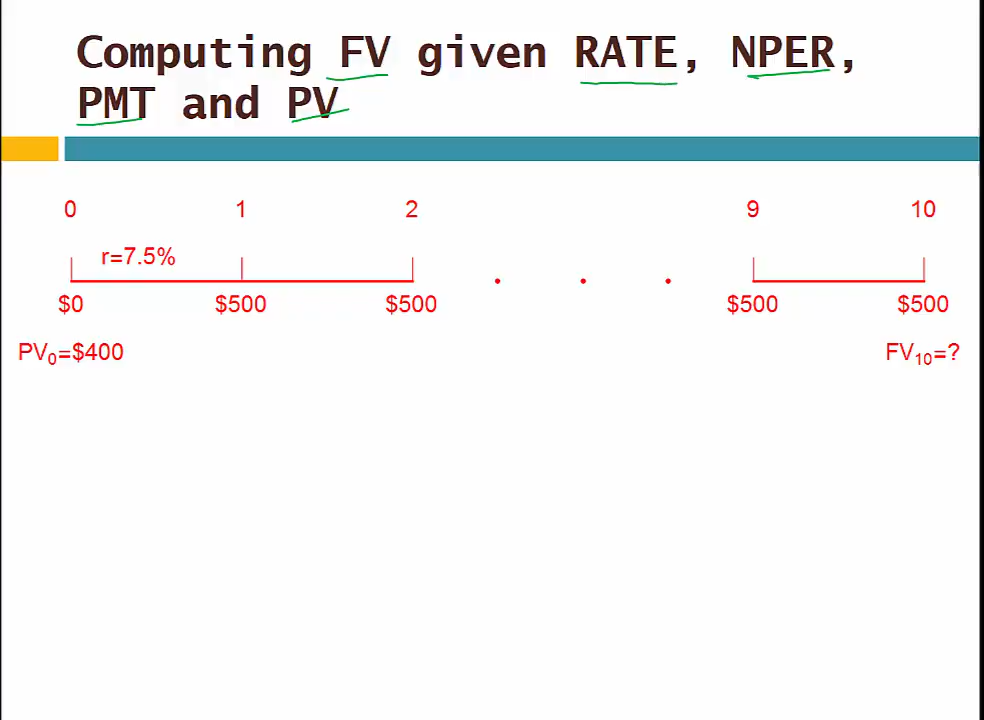 Computing FV given RATE, NPER,
PMT and PV
0 1 2 9 10
r=7.5%
$0 $500 $500 . . . $500 $500
PV₀=$400 FV₁₀=?